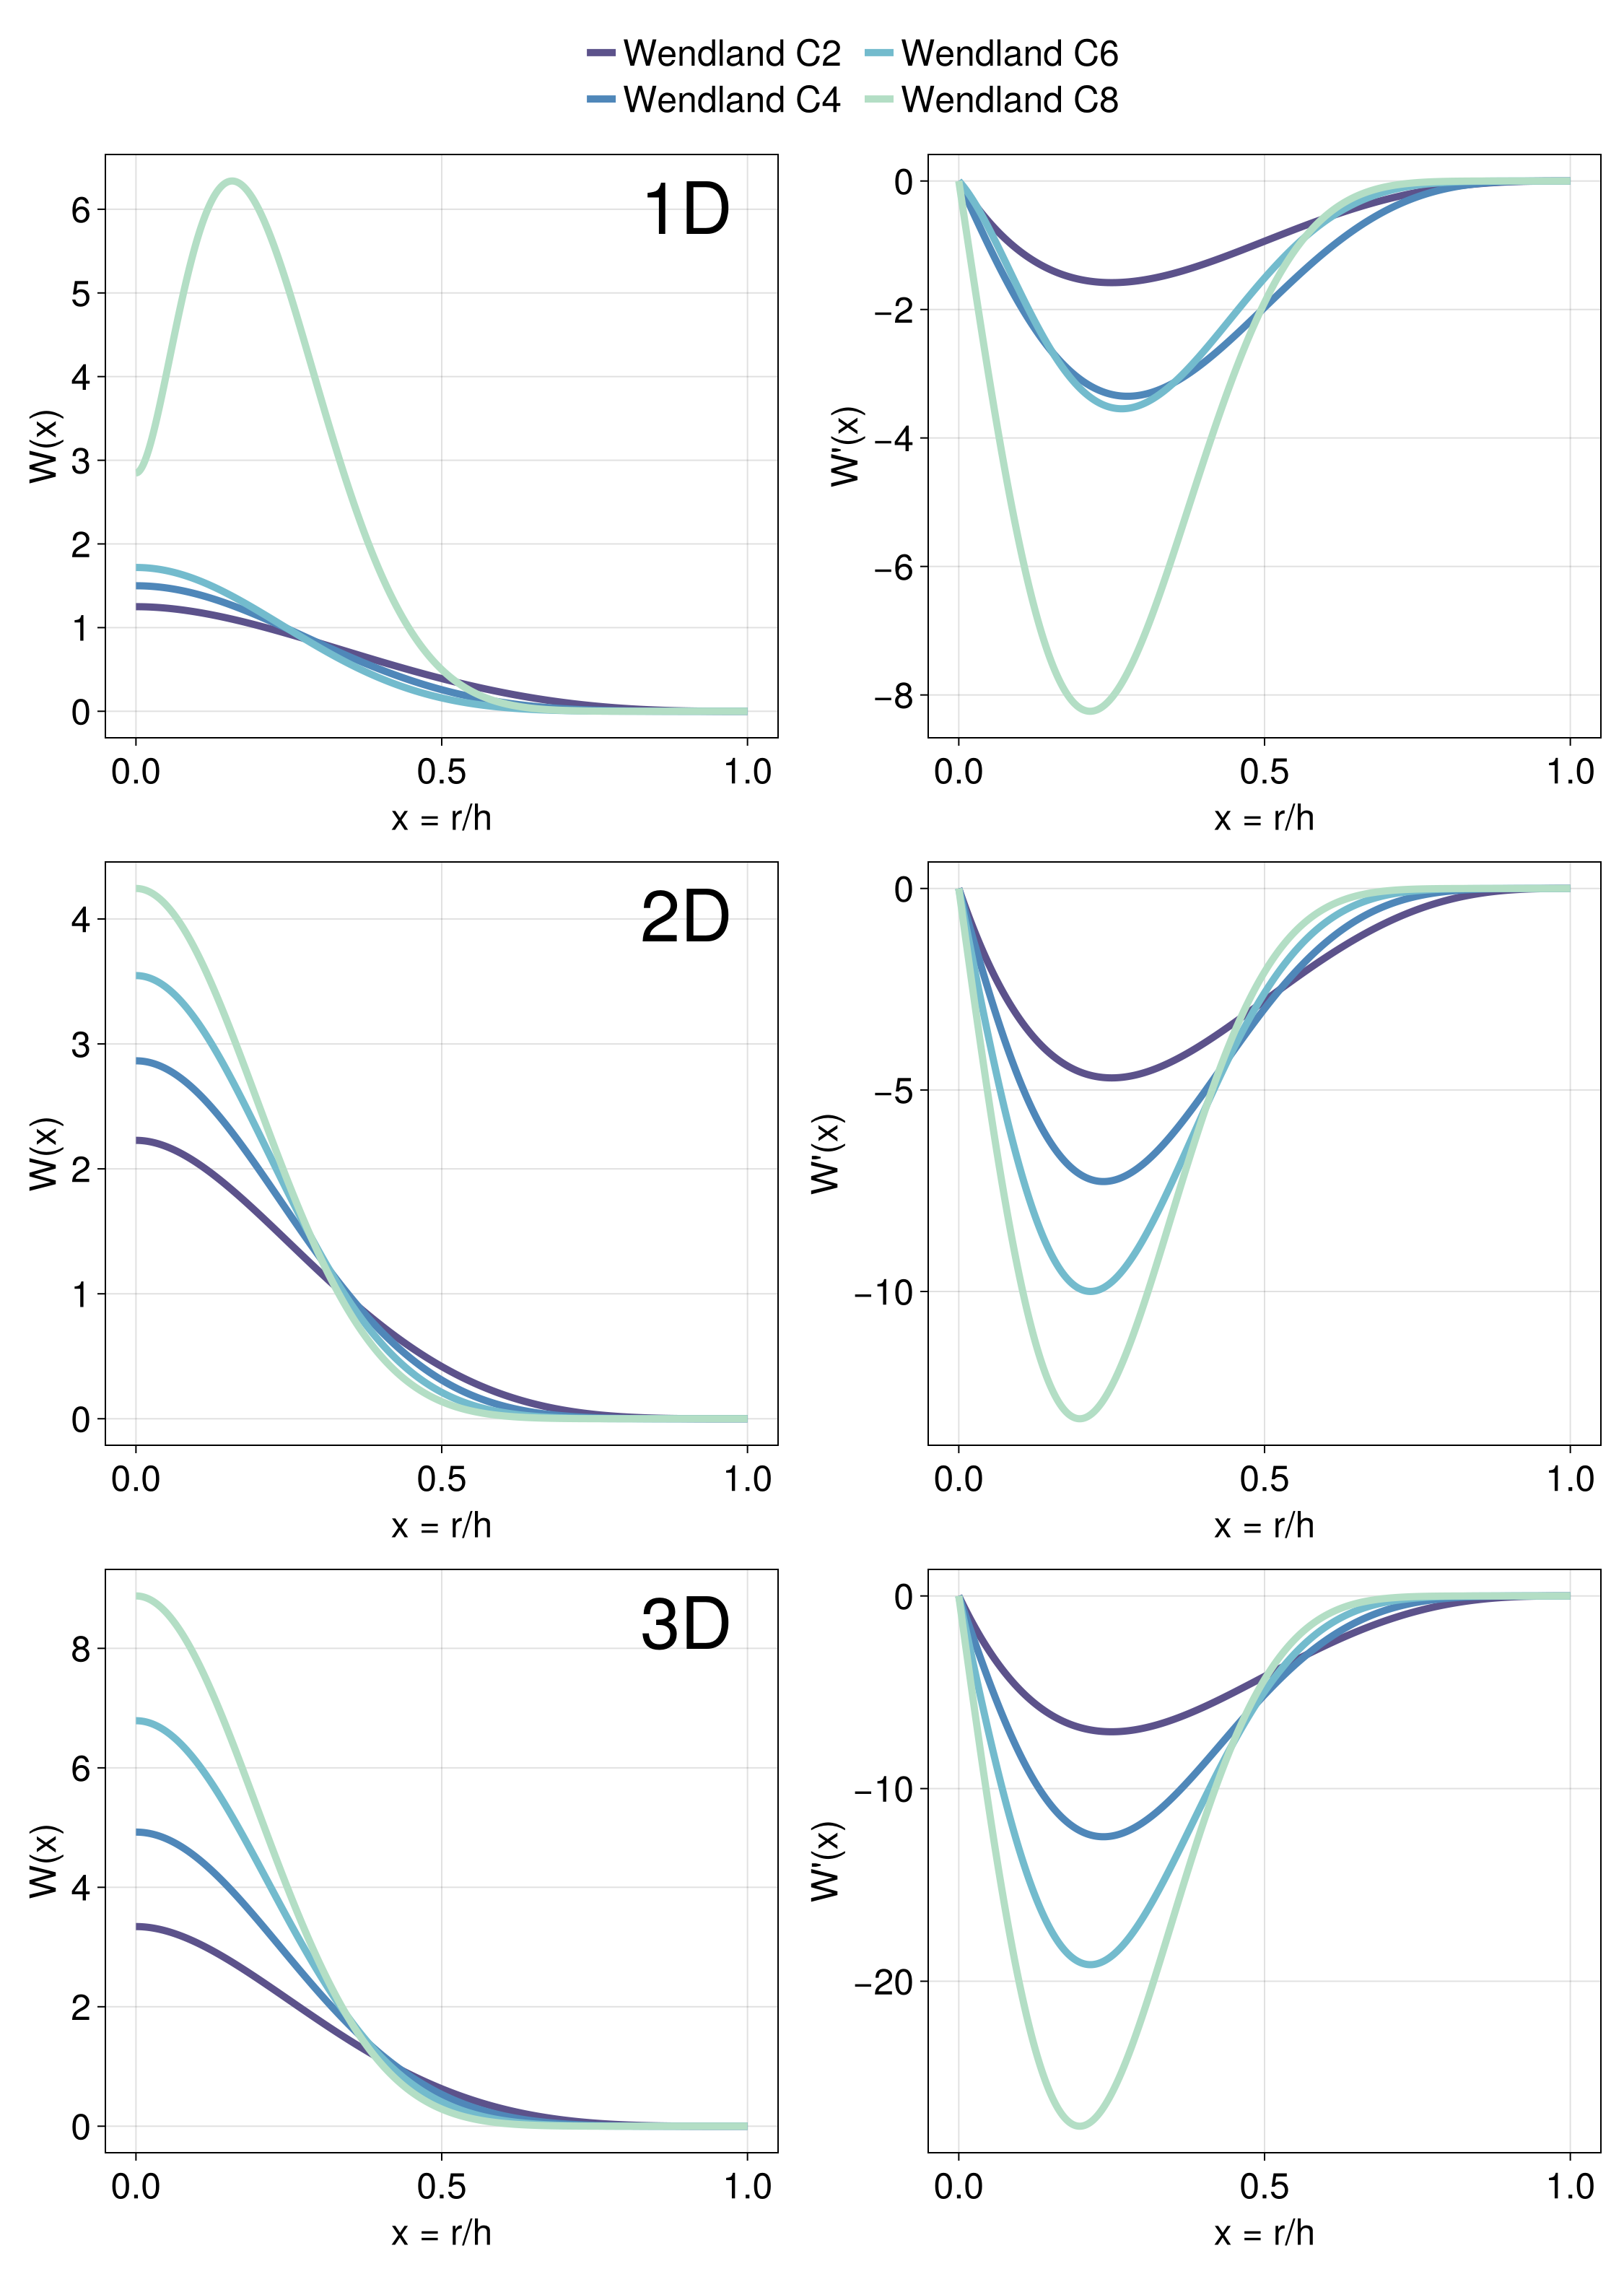 Wendland C2 Wendland C6
Wendland C4 Wendland C8
1D
W(x)
6
5
4
3
2
1
0
0.0 0.5 1.0
x = r/h
W'(x)
0
−2
−4
−6
−8
0.0 0.5 1.0
x = r/h
2D
W(x)
4
3
2
1
0
0.0 0.5 1.0
x = r/h
W'(x)
0
−5
−10
0.0 0.5 1.0
x = r/h
3D
W(x)
8
6
4
2
0
0.0 0.5 1.0
x = r/h
W'(x)
0
−10
−20
0.0 0.5 1.0
x = r/h